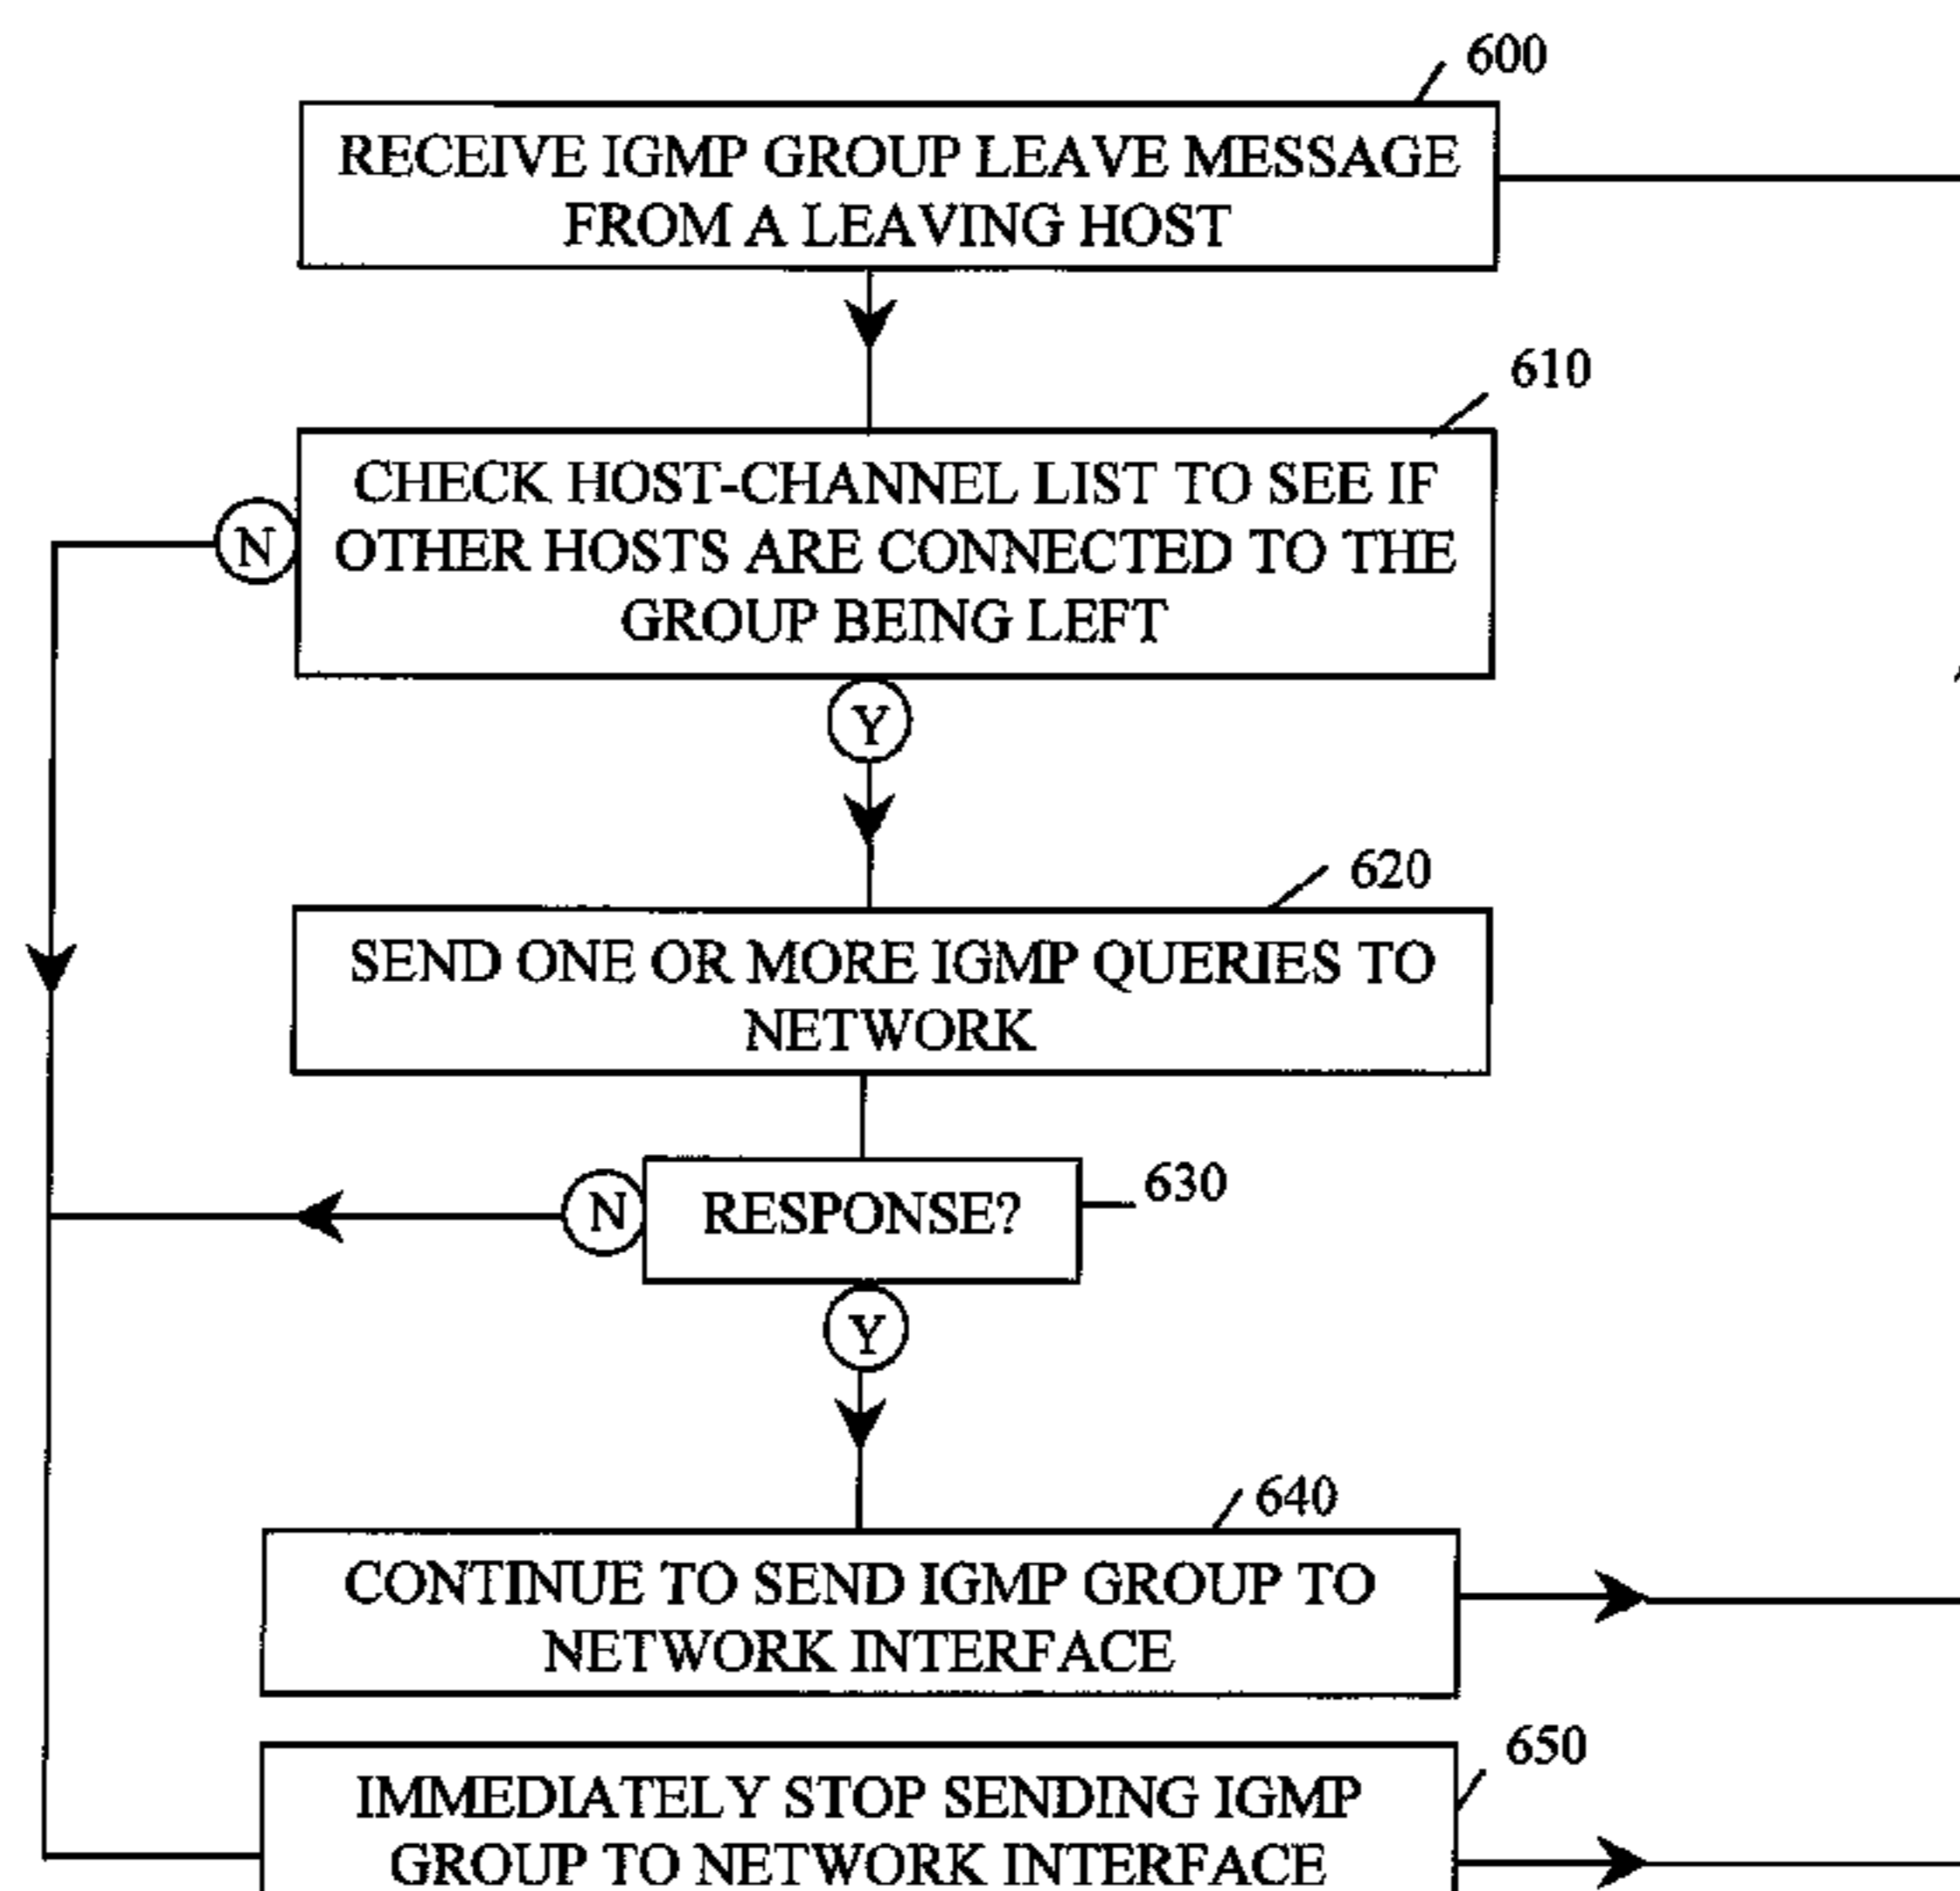 600
RECEIVE IGMP GROUP LEAVE MESSAGE
FROM A LEAVING HOST
610
CHECK HOST-CHANNEL LIST TO SEE IF
OTHER HOSTS ARE CONNECTED TO THE
GROUP BEING LEFT
N
Y
620
SEND ONE OR MORE IGMP QUERIES TO
NETWORK
630
N
RESPONSE?
Y
640
CONTINUE TO SEND IGMP GROUP TO
NETWORK INTERFACE
650
IMMEDIATELY STOP SENDING IGMP
GROUP TO NETWORK INTERFACE